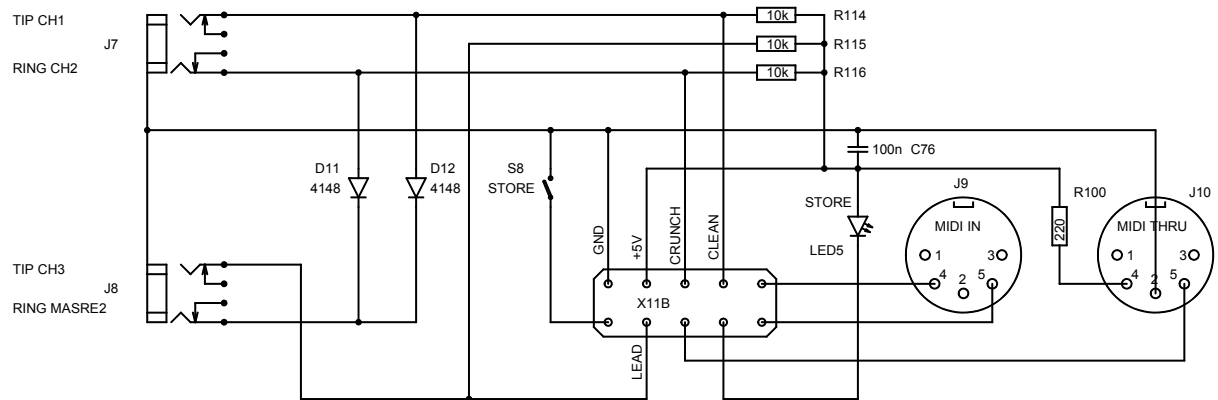 TIP CH1
J7
RING CH2
10k R114
10k R115
10k R116
D11
4148
D12
4148
S8
STORE
100n C76
STORE
LED5
J9
MIDI IN
1
3
4
2
5
R100
220
J10
MIDI THRU
1
3
4
2
5
GND
+5V
CRUNCH
CLEAN
X11B
LEAD
TIP CH3
J8
RING MASRE2